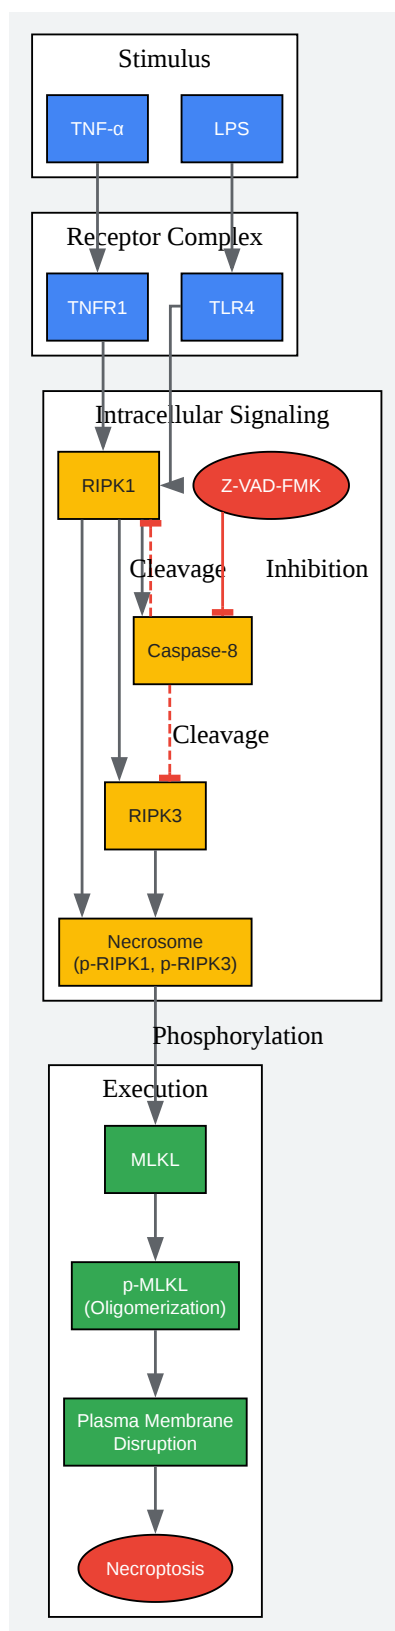 Stimulus
TNF-α
LPS
Receptor Complex
TNFR1
TLR4
Intracellular Signaling
RIPK1
Z-VAD-FMK
Cleavage
Inhibition
Caspase-8
Cleavage
RIPK3
Necrosome
(p-RIPK1, p-RIPK3)
Phosphorylation
Execution
MLKL
p-MLKL
(Oligomerization)
Plasma Membrane
Disruption
Necroptosis